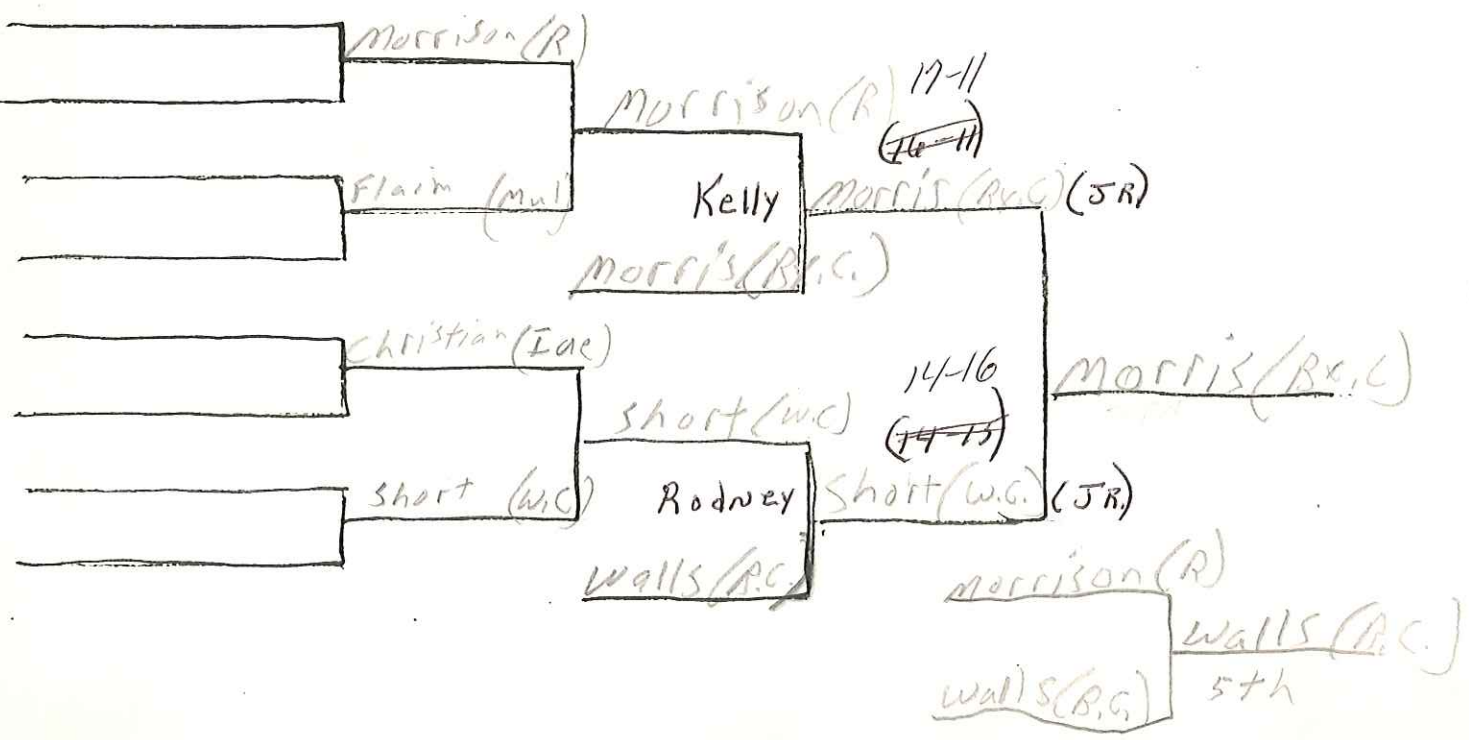 Morrison (R)
Morrison (R)
17-11
(16-11)
Flaim (Mul)
Kelly
Morris (Bx.C) (JR)
Morris (Bx.C.)
Christian (Iae)
14-16
Morris (Bx.C)
Short (W.C)
(14-15)
Short (W.C)
Rodney
Short (W.C.) (JR.)
Walls (B.C.)
Morrison (R)
Walls (B.C.)
Walls (B.C.)
5th